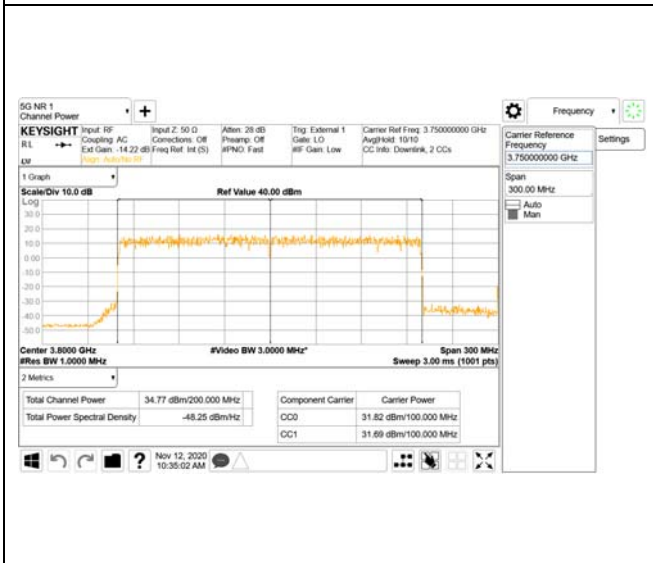 5G NR 1
Channel Power
Frequency
KEYSIGHT
RL
Input: RF
Coupling: AC
Ext Gain: -14.22 dB
Align: Auto/No RF
Input Z: 50 Ω
Corrections: Off
Freq Ref: Int (S)
Atten: 28 dB
Preamp: Off
#PNO: Fast
Trig: External 1
Gate: LO
#IF Gain: Low
Carrier Ref Freq: 3.750000000 GHz
Avg|Hold: 10/10
CC Info: Downlink, 2 CCs
Carrier Reference
Frequency
3.750000000 GHz
Settings
Span
300.00 MHz
Auto
Man
1 Graph
Scale/Div 10.0 dB
Ref Value 40.00 dBm
Log
30.0
20.0
10.0
0.00
-10.0
-20.0
-30.0
-40.0
-50.0
Center 3.8000 GHz
#Video BW 3.0000 MHz*
Span 300 MHz
#Res BW 1.0000 MHz
Sweep 3.00 ms (1001 pts)
2 Metrics
Total Channel Power 34.77 dBm/200.000 MHz
Total Power Spectral Density -48.25 dBm/Hz
Component Carrier Carrier Power
CC0 31.82 dBm/100.000 MHz
CC1 31.69 dBm/100.000 MHz
Nov 12, 2020
10:35:02 AM